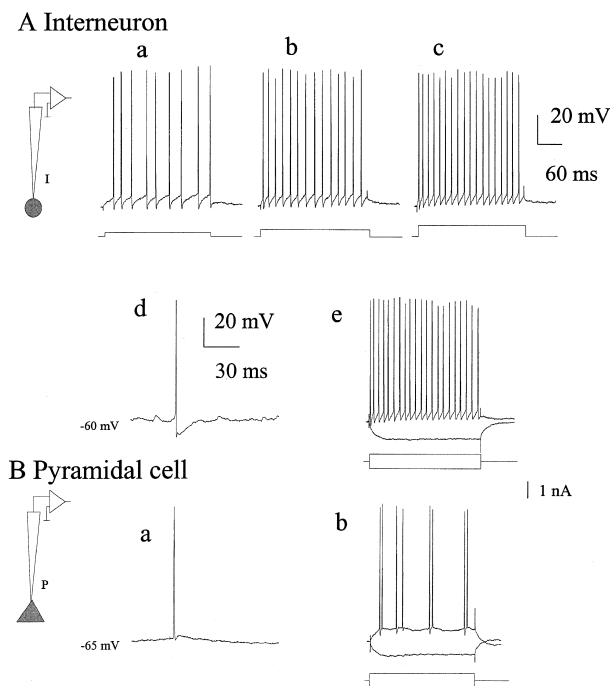 A Interneuron
a
b
c
20 mV
60 ms
I
d
20 mV
30 ms
e
-60 mV
B Pyramidal cell
1 nA
a
b
P
-65 mV